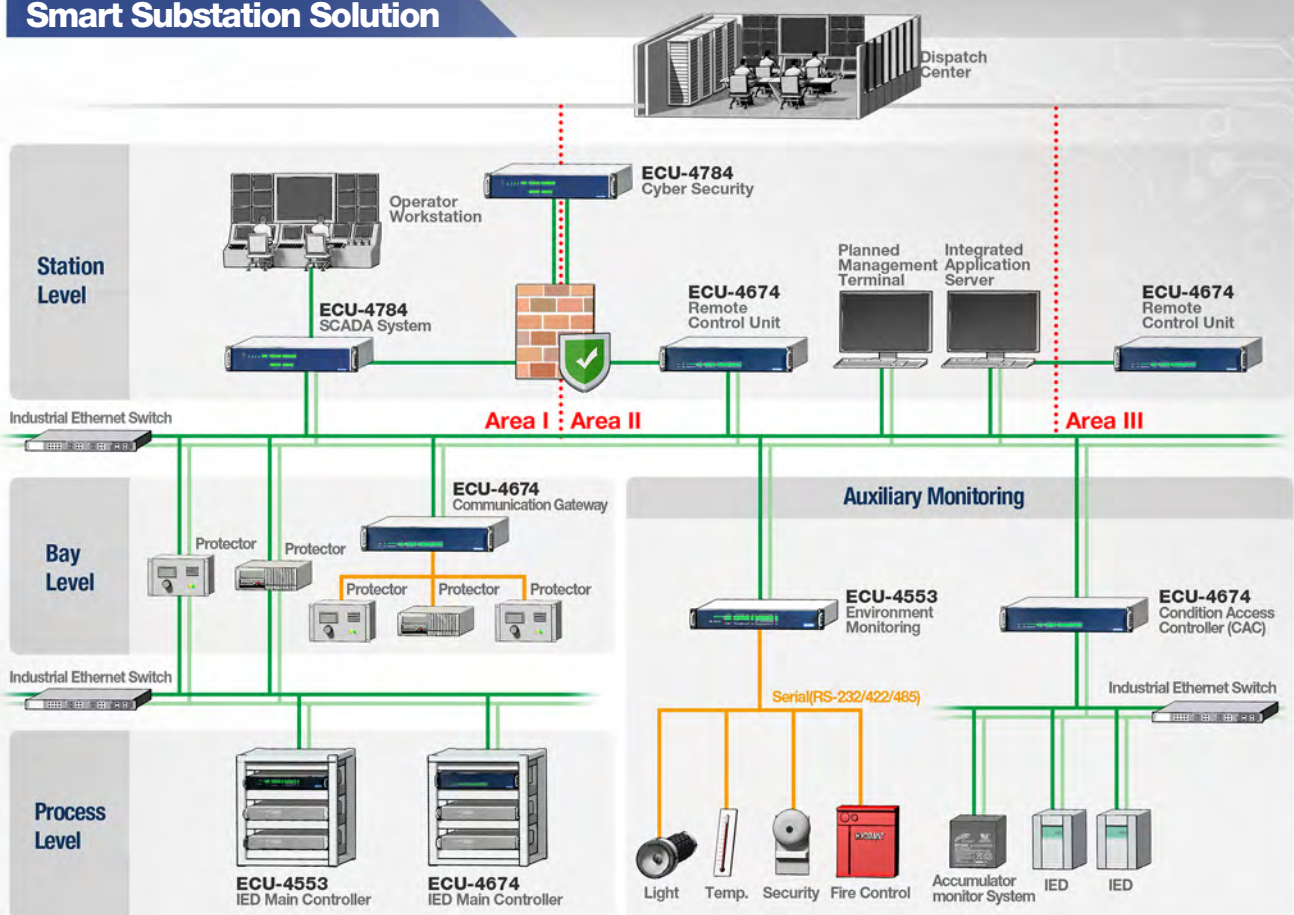 Smart Substation Solution
Dispatch
Center
Station
Level
Operator
Workstation
ECU-4784
Cyber Security
ECU-4784
SCADA System
ECU-4674
Remote
Control Unit
Planned
Management
Terminal
Integrated
Application
Server
ECU-4674
Remote
Control Unit
Industrial Ethernet Switch
Area I
Area II
Area III
Bay
Level
Protector
Protector
ECU-4674
Communication Gateway
Protector
Protector
Protector
Auxiliary Monitoring
ECU-4553
Environment
Monitoring
ECU-4674
Condition Access
Controller (CAC)
Industrial Ethernet Switch
Serial(RS-232/422/485)
Industrial Ethernet Switch
Process
Level
ECU-4553
IED Main Controller
ECU-4674
IED Main Controller
HYDRANT
Light
Temp.
Security
Fire Control
Accumulator
monitor System
IED
IED